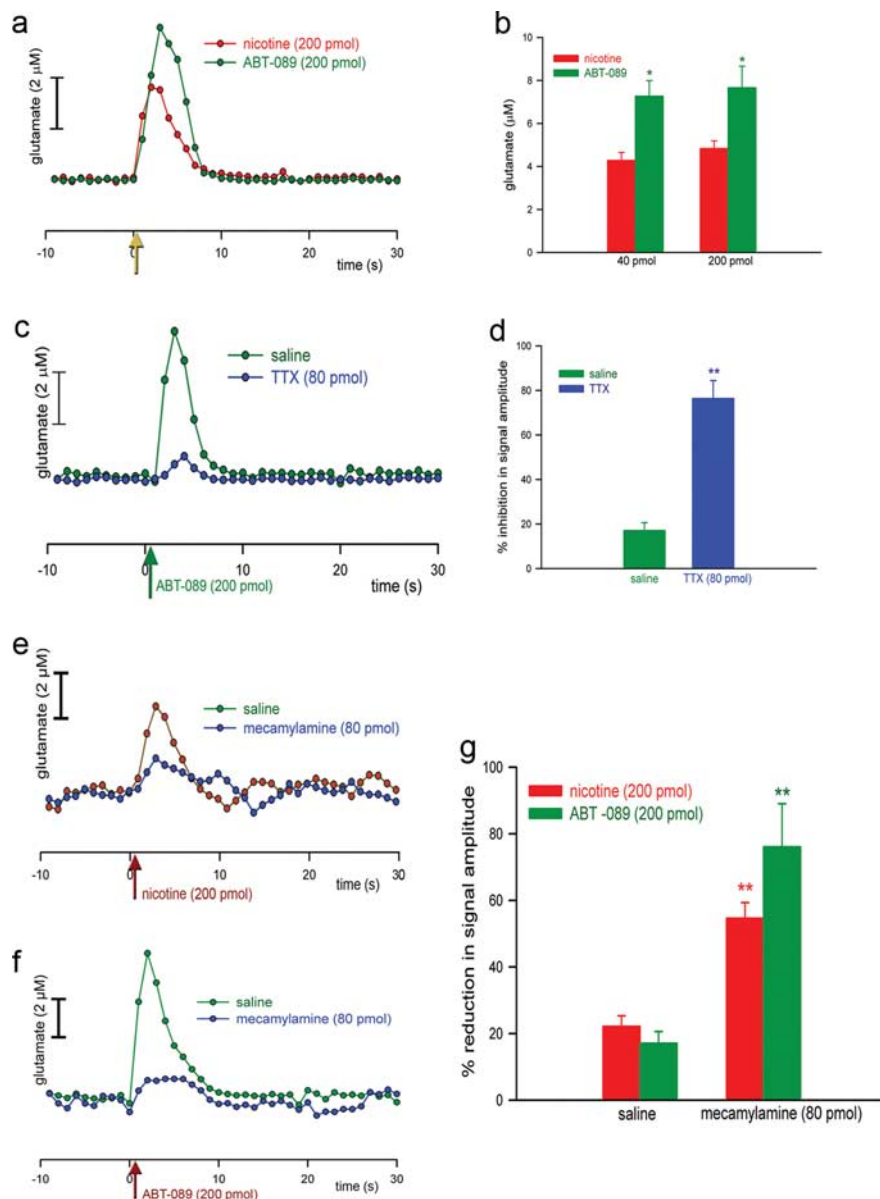 a
nicotine (200 pmol)
ABT-089 (200 pmol)
glutamate (2 µM)
-10 0 10 20 30
time (s)
b
nicotine
ABT-089
glutamate (µM)
10
8
6
4
2
0
* *
40 pmol 200 pmol
c
saline
TTX (80 pmol)
glutamate (2 µM)
-10 0 10 20 30
ABT-089 (200 pmol)
time (s)
d
saline
TTX
% inhibition in signal amplitude
100
80
60
40
20
0
**
saline TTX (80 pmol)
e
saline
mecamylamine (80 pmol)
glutamate (2 µM)
-10 0 10 20 30
nicotine (200 pmol)
time (s)
f
saline
mecamylamine (80 pmol)
glutamate (2 µM)
-10 0 10 20 30
ABT-089 (200 pmol)
time (s)
g
nicotine (200 pmol)
ABT -089 (200 pmol)
% reduction in signal amplitude
100
80
60
40
20
0
** **
saline mecamylamine (80 pmol)